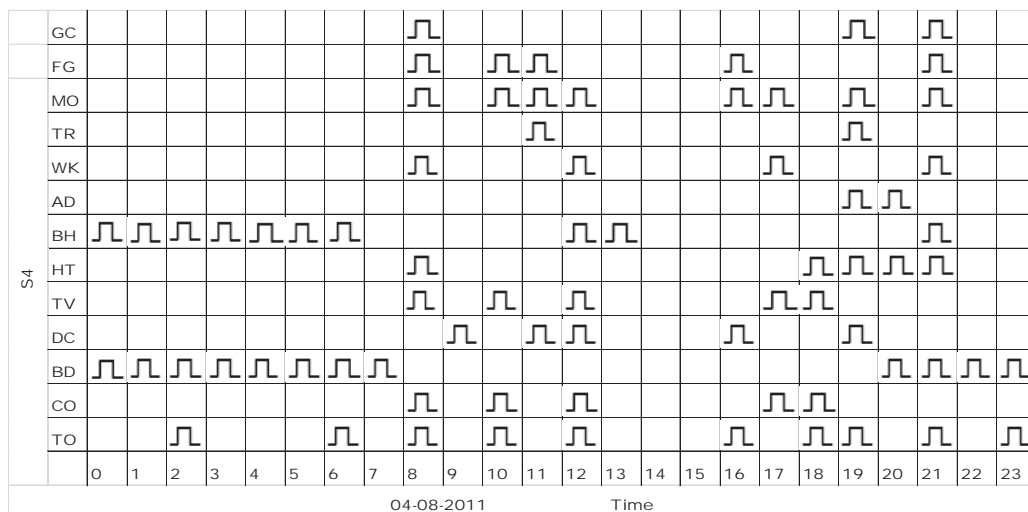 GC
FG
MO
TR
WK
AD
BH
HT
TV
DC
BD
CO
TO
S4
0 1 2 3 4 5 6 7 8 9 10 11 12 13 14 15 16 17 18 19 20 21 22 23
04-08-2011 Time